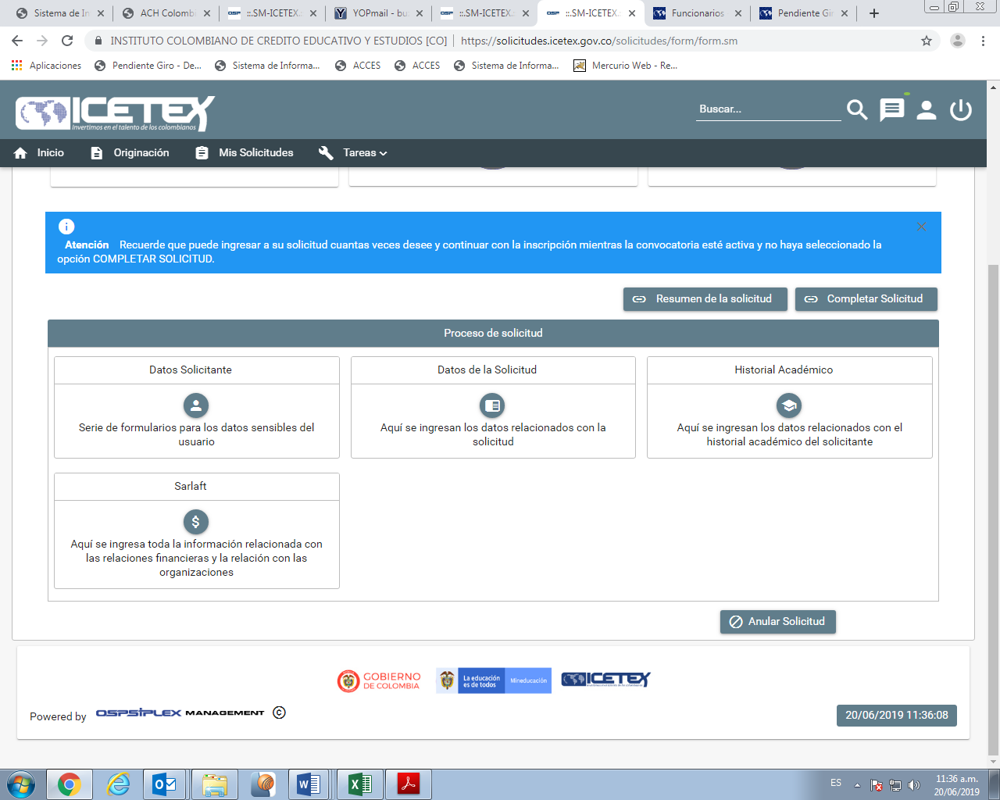 Sistema de In
ACH Colomb
::.SM-ICETEX.
YOPmail - bu
::.SM-ICETEX.
::.SM-ICETEX.
Funcionarios
Pendiente Gir
INSTITUTO COLOMBIANO DE CREDITO EDUCATIVO Y ESTUDIOS [CO] | https://solicitudes.icetex.gov.co/solicitudes/form/form.sm
Aplicaciones
Pendiente Giro - De...
Sistema de Informa...
ACCES
ACCES
Sistema de Informa...
Mercurio Web - Re...
ICETEX
Invertimos en el talento de los colombianos
Buscar...
Inicio
Originación
Mis Solicitudes
Tareas
Atención Recuerde que puede ingresar a su solicitud cuantas veces desee y continuar con la inscripción mientras la convocatoria esté activa y no haya seleccionado la
opción COMPLETAR SOLICITUD.
Resumen de la solicitud
Completar Solicitud
Proceso de solicitud
Datos Solicitante
Serie de formularios para los datos sensibles del
usuario
Datos de la Solicitud
Aquí se ingresan los datos relacionados con la
solicitud
Historial Académico
Aquí se ingresan los datos relacionados con el
historial académico del solicitante
Sarlaft
Aquí se ingresa toda la información relacionada con
las relaciones financieras y la relación con las
organizaciones
Anular Solicitud
GOBIERNO
DE COLOMBIA
La educación
es de todos
Mineducación
ICETEX
Powered by
OSPSIPLEX MANAGEMENT ©
20/06/2019 11:36:08
ES
11:36 a.m.
20/06/2019